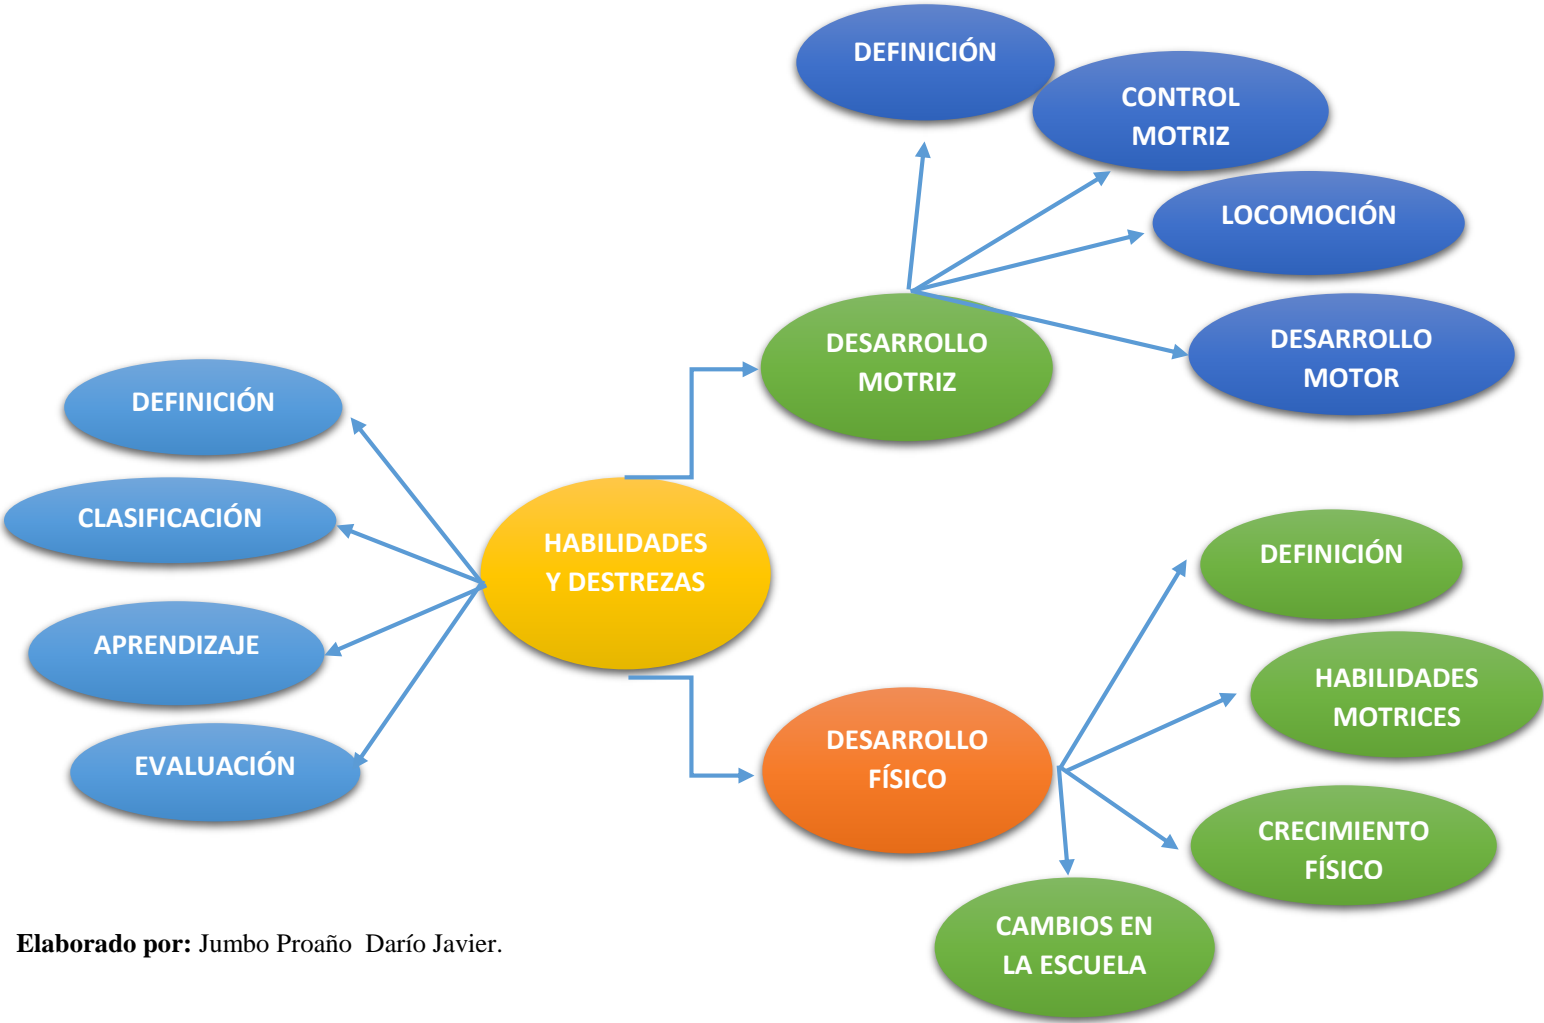 DEFINICIÓN
CONTROL
MOTRIZ
LOCOMOCIÓN
DESARROLLO
MOTRIZ
DESARROLLO
MOTOR
DEFINICIÓN
CLASIFICACIÓN
APRENDIZAJE
EVALUACIÓN
HABILIDADES
Y DESTREZAS
DEFINICIÓN
HABILIDADES
MOTRICES
DESARROLLO
FÍSICO
CRECIMIENTO
FÍSICO
CAMBIOS EN
LA ESCUELA
Elaborado por: Jumbo Proaño  Darío Javier.